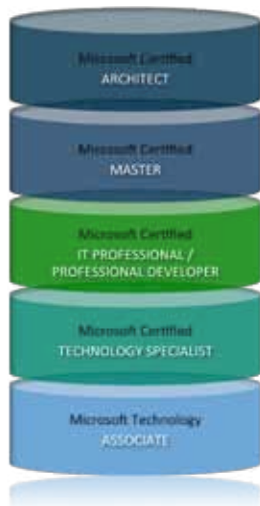 Microsoft Certified
ARCHITECT
Microsoft Certified
MASTER
Microsoft Certified
IT PROFESSIONAL /
PROFESSIONAL DEVELOPER
Microsoft Certified
TECHNOLOGY SPECIALIST
Microsoft Technology
ASSOCIATE